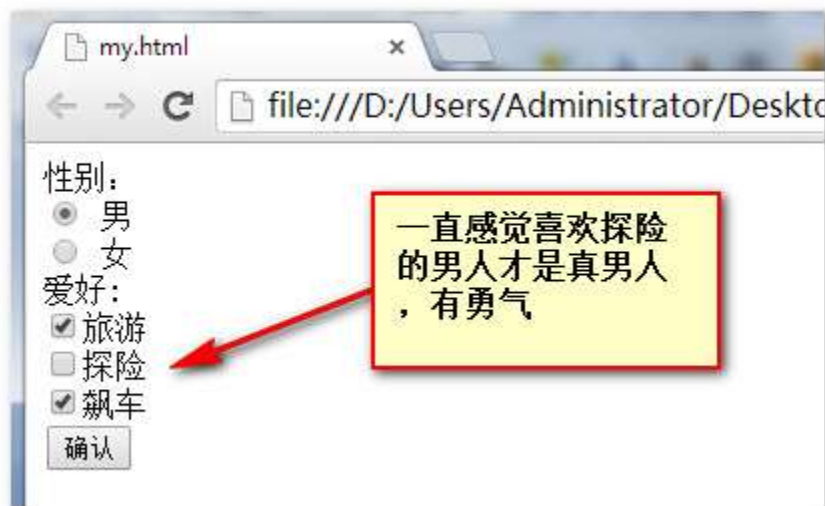 my.html
file:///D:/Users/Administrator/Deskto
性别：
男
女
爱好：
旅游
探险
飙车
确认
一直感觉喜欢探险
的男人才是真男人
，有勇气